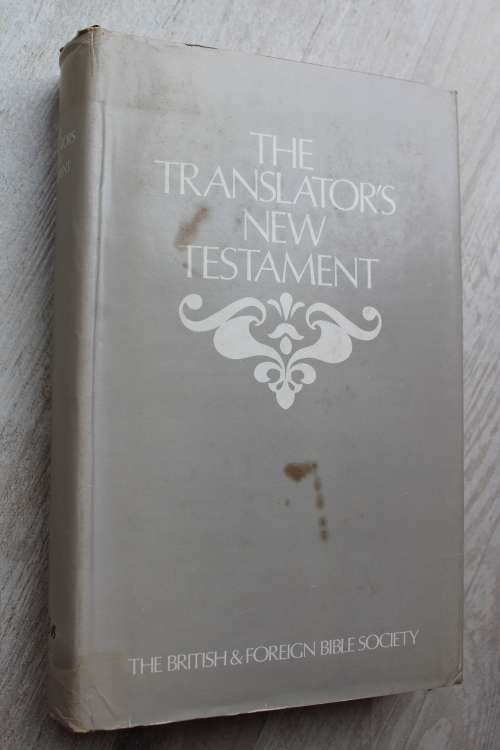 THE
TRANSLATOR'S
NEW
TESTAMENT
THE BRITISH & FOREIGN BIBLE SOCIETY